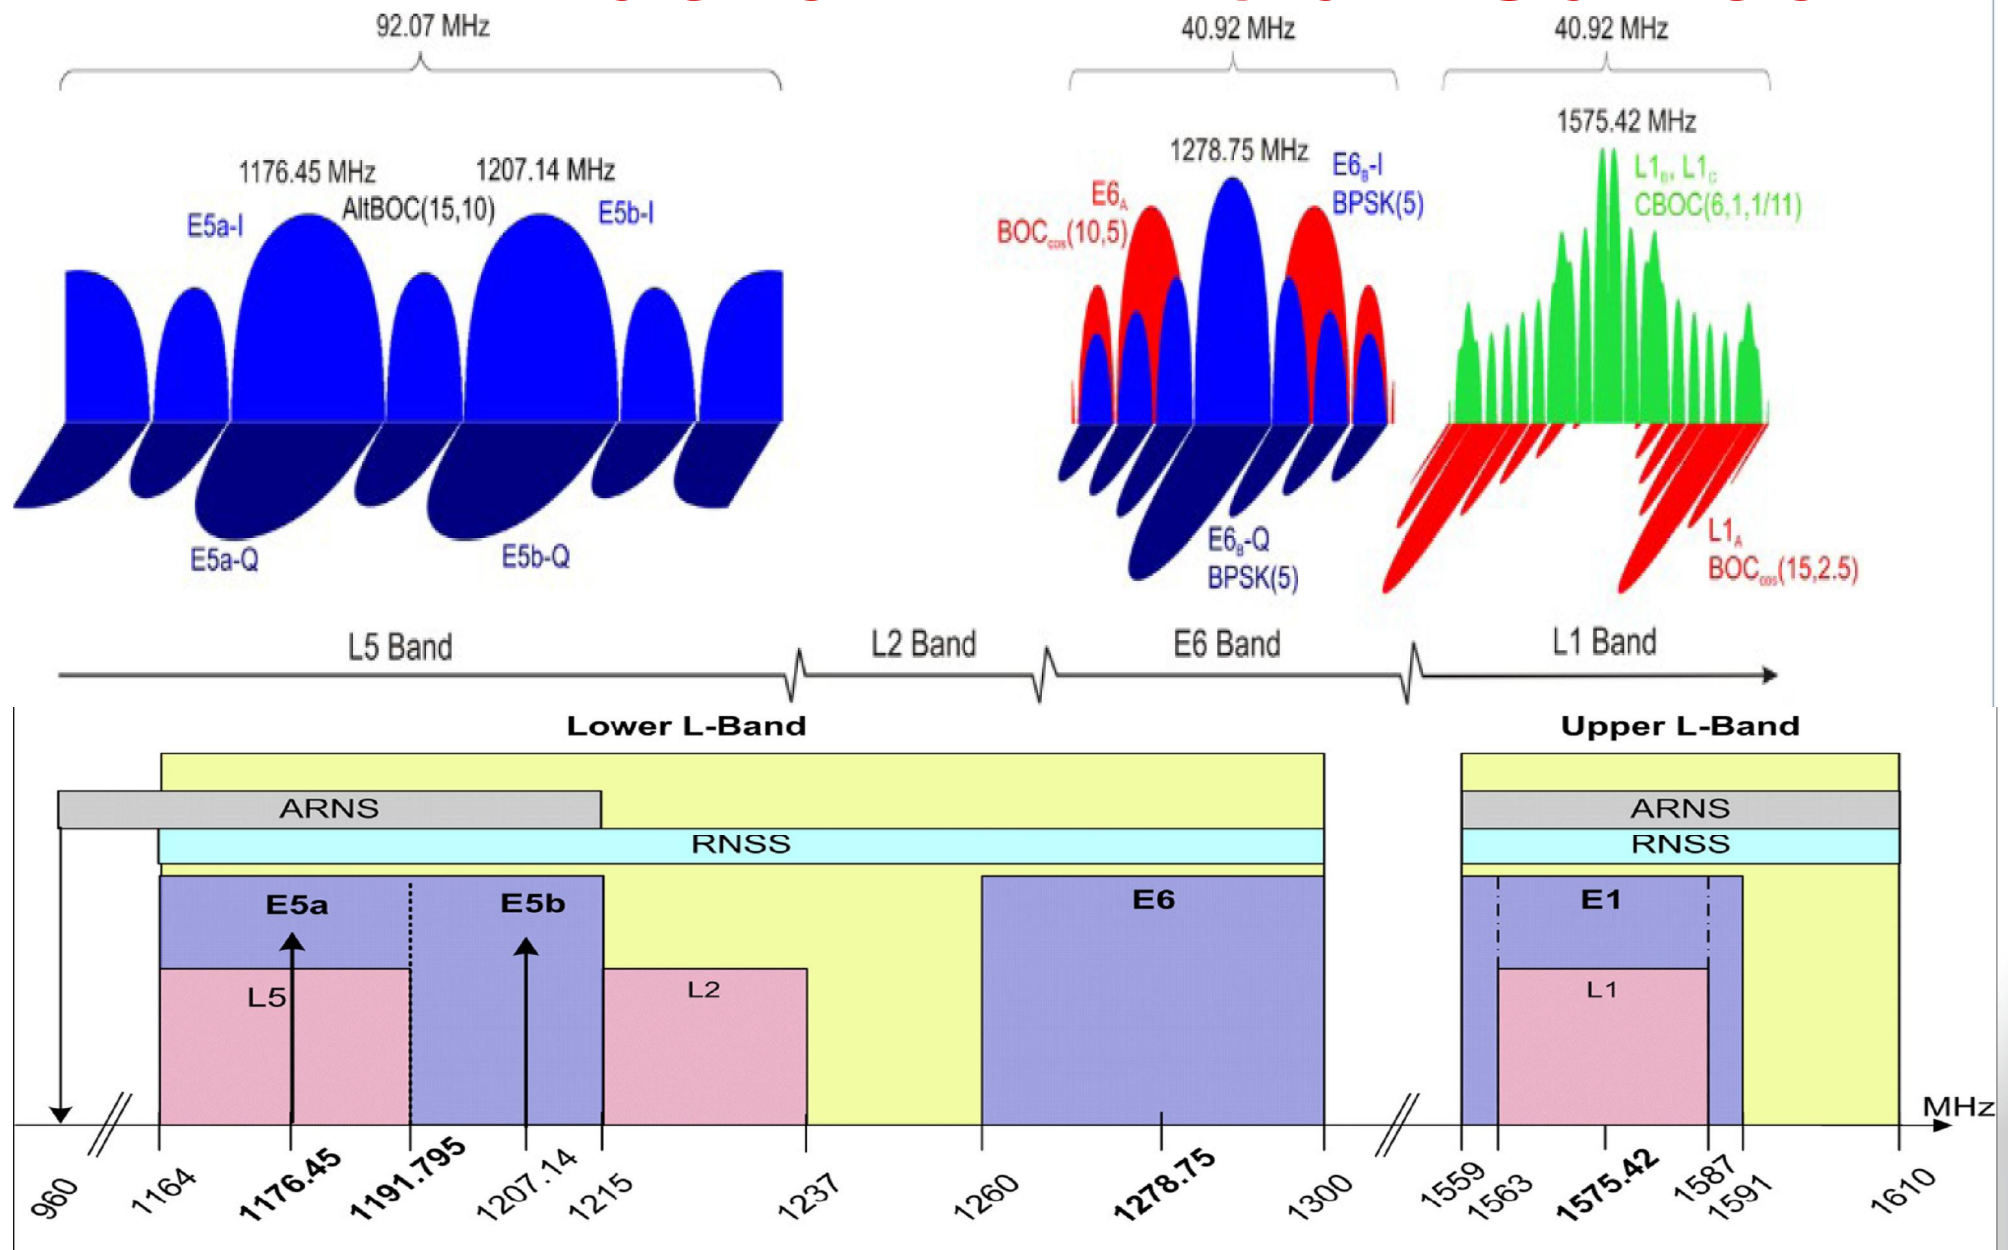 92.07 MHz
40.92 MHz
40.92 MHz
1176.45 MHz
1207.14 MHz
AltBOC(15,10)
E5a-I
E5b-I
E5a-Q
E5b-Q
1278.75 MHz
E6A
BOCcos(10,5)
E6B-I
BPSK(5)
E6B-Q
BPSK(5)
1575.42 MHz
L1B, L1C
CBOC(6,1,1/11)
L1A
BOCcos(15,2.5)
L5 Band
L2 Band
E6 Band
L1 Band
Lower L-Band
Upper L-Band
ARNS
ARNS
RNSS
RNSS
E5a
E5b
E6
E1
L5
L2
L1
MHz
960
1164
1176.45
1191.795
1207.14
1215
1237
1260
1278.75
1300
1559
1563
1575.42
1587
1591
1610